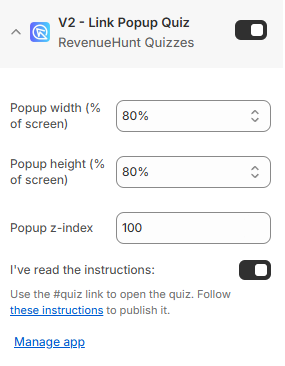 V2 - Link Popup Quiz
RevenueHunt Quizzes
Popup width (%
of screen)
80%
Popup height (%
of screen)
80%
Popup z-index
100
I've read the instructions:
Use the #quiz link to open the quiz. Follow
these instructions to publish it.
Manage app